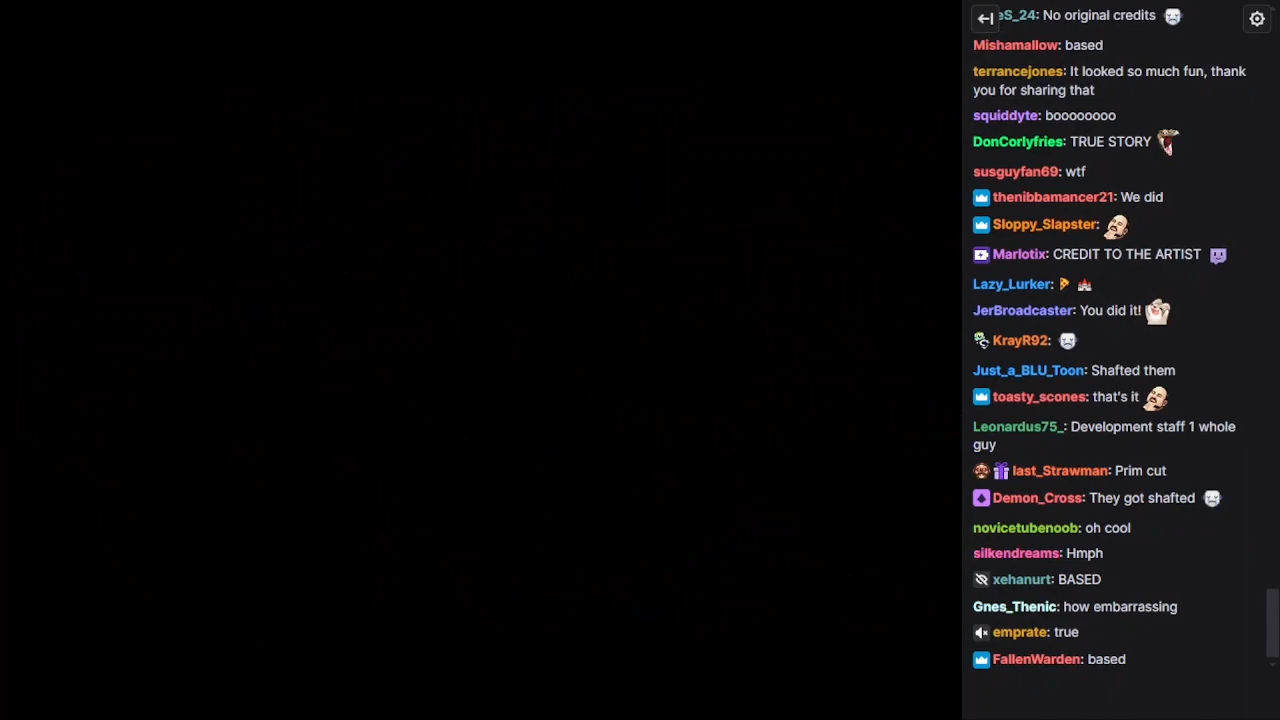 eS_24: No original credits
Mishamallow: based
terrancejones: It looked so much fun, thank
you for sharing that
squiddyte: booooooooo
DonCorlyfries: TRUE STORY
susguyfan69: wtf
thenibbamancer21: We did
Sloppy_Slapster:
Marlotix: CREDIT TO THE ARTIST
Lazy_Lurker:
JerBroadcaster: You did it!
KrayR92:
Just_a_BLU_Toon: Shafted them
toasty_scones: that's it
Leonardus75_: Development staff 1 whole
guy
last_Strawman: Prim cut
Demon_Cross: They got shafted
novicetubenoob: oh cool
silkendreams: Hmph
xehanurt: BASED
Gnes_Thenic: how embarrassing
emprate: true
FallenWarden: based